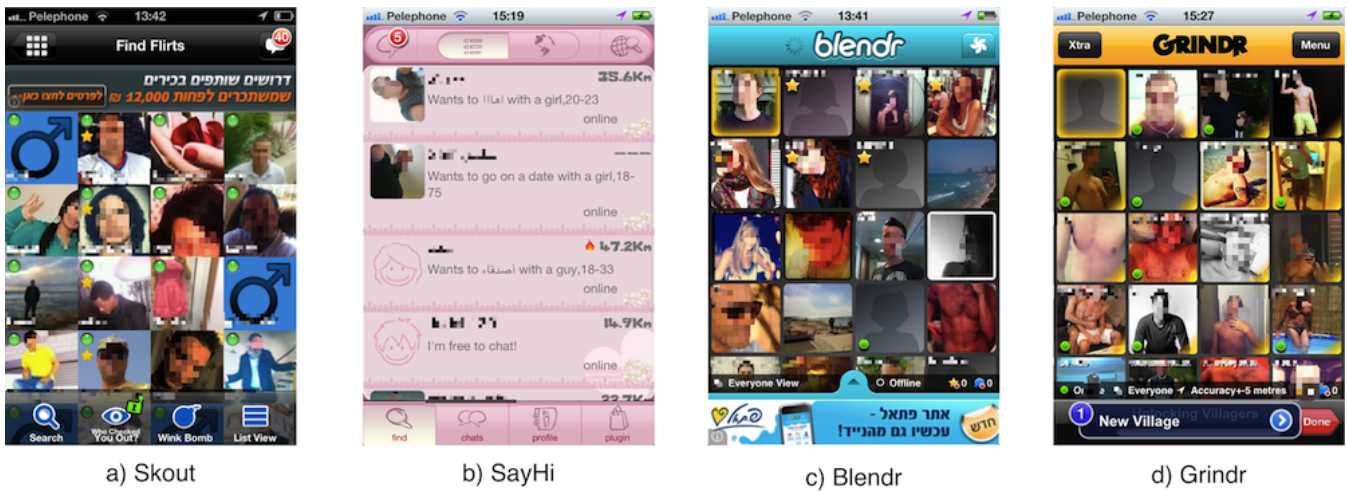 Pelephone 13:42
Find Flirts 40
דרושים שותפים בכירים
שמשתכרים לפחות 12,000 ₪ לפרטים לחצו כאן
Search
Who Checked
You Out?
Wink Bomb
List View
a) Skout
Pelephone 15:19
5
35.6Km
Wants to اهااا with a girl,20-23
online
Wants to go on a date with a girl,18-
75
online
47.2Km
Wants to أصدقاء with a guy,18-33
online
14.9Km
I'm free to chat!
online
find
chats
profile
plugin
b) SayHi
Pelephone 13:41
blendr
Everyone View
Offline
0 0
אתר פתאל -
עכשיו גם מהנייד!
חדש
c) Blendr
Pelephone 15:27
Xtra GRINDR Menu
Everyone Accuracy+-5 metres
1 New Village
Done
d) Grindr